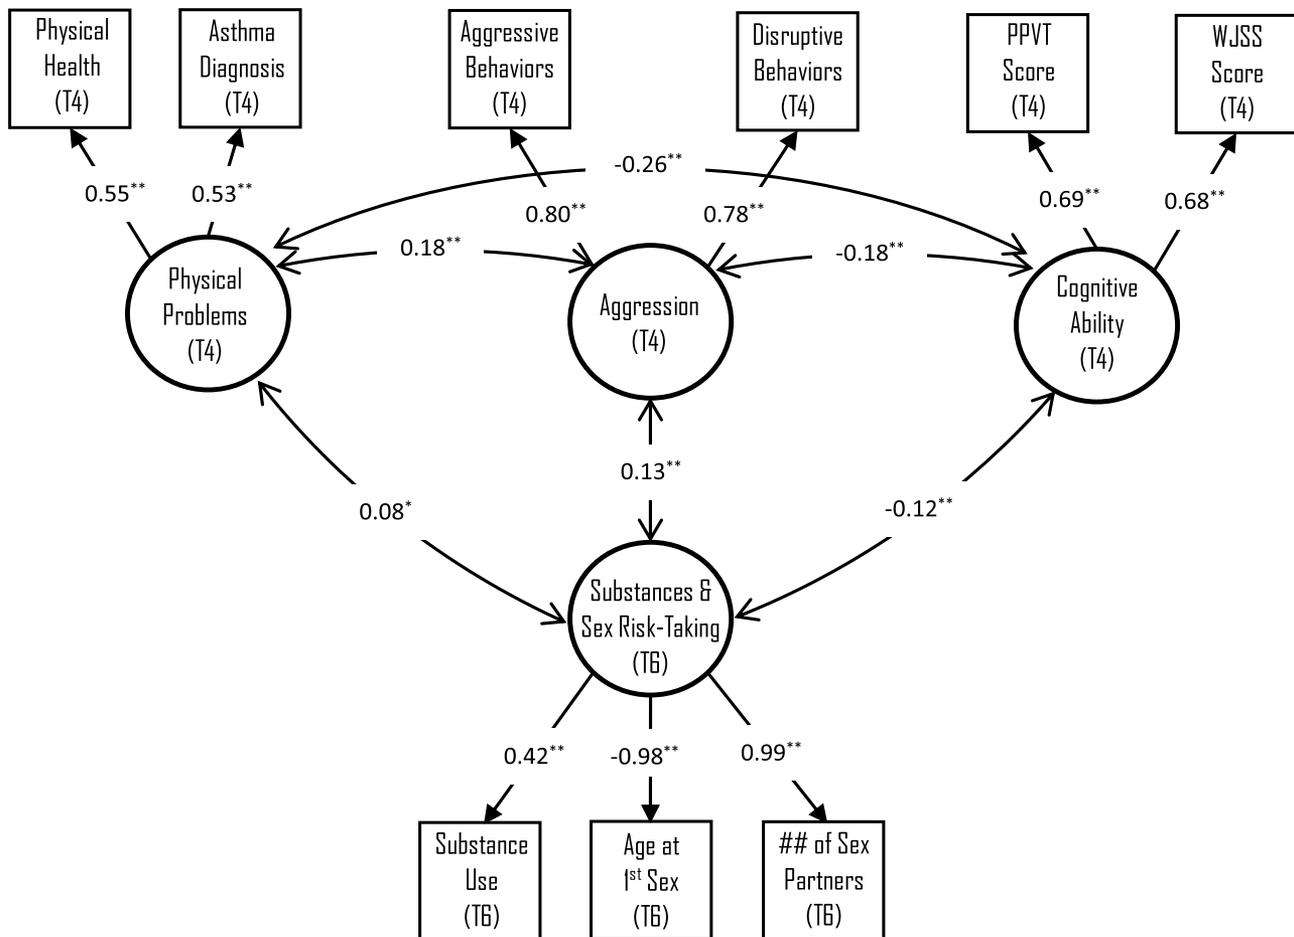 Physical
Health
(T4)
Asthma
Diagnosis
(T4)
Aggressive
Behaviors
(T4)
Disruptive
Behaviors
(T4)
PPVT
Score
(T4)
WJSS
Score
(T4)
-0.26**
0.55**
0.53**
0.80**
0.78**
0.69**
0.68**
0.18**
-0.18**
Physical
Problems
(T4)
Aggression
(T4)
Cognitive
Ability
(T4)
0.13**
0.08*
-0.12**
Substances &
Sex Risk-Taking
(T6)
0.42**
-0.98**
0.99**
Substance
Use
(T6)
Age at
1st Sex
(T6)
## of Sex
Partners
(T6)